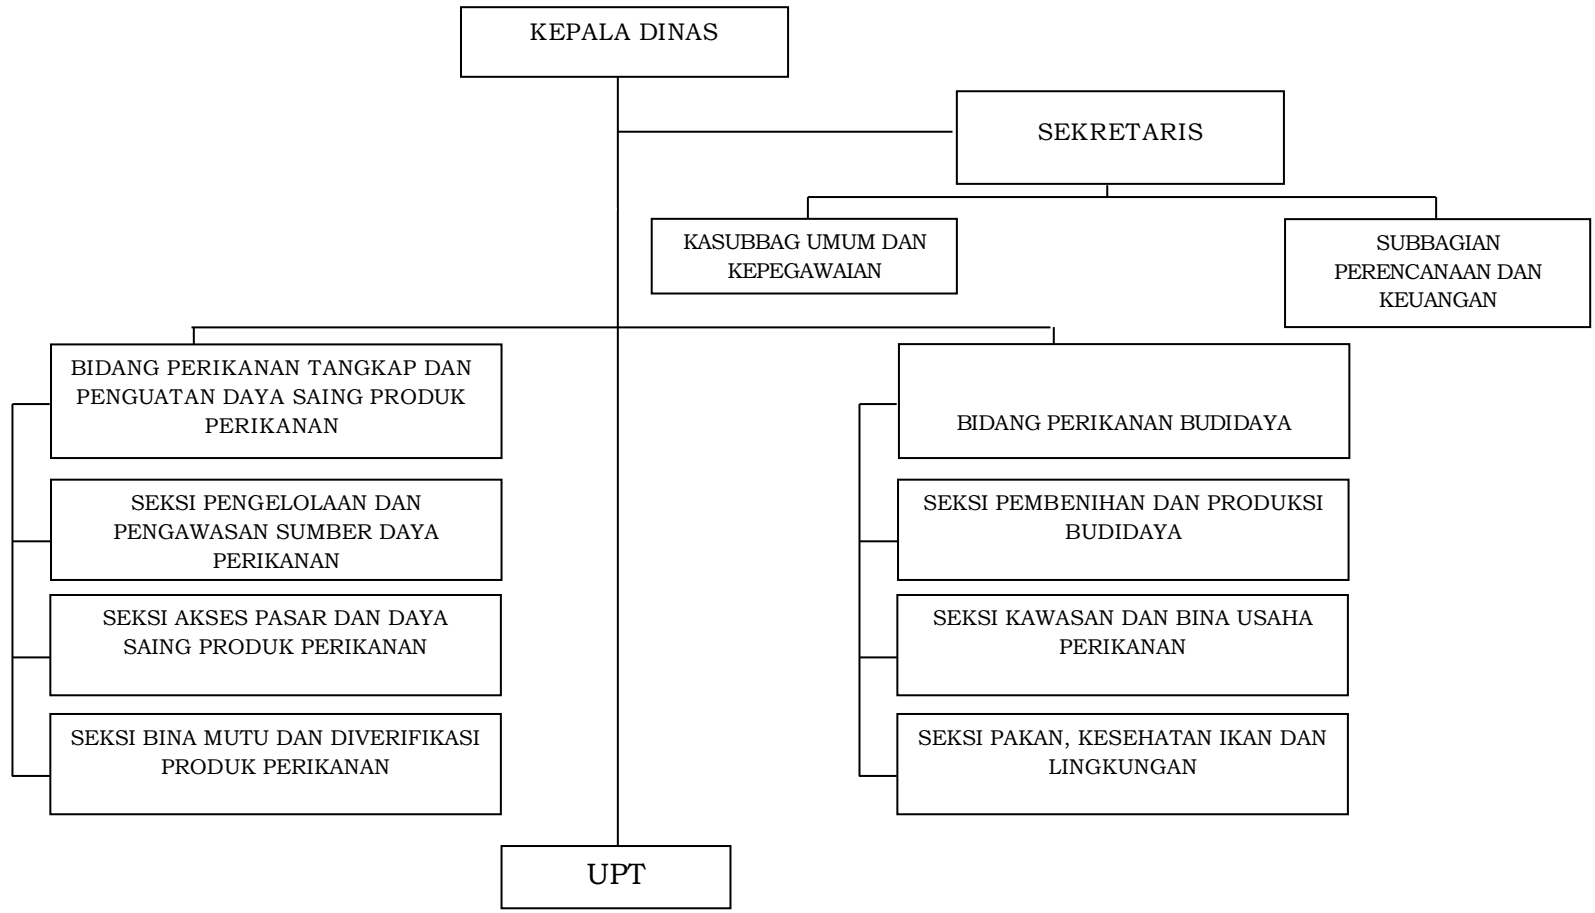 KEPALA DINAS
SEKRETARIS
KASUBBAG UMUM DAN
KEPEGAWAIAN
SUBBAGIAN
PERENCANAAN DAN
KEUANGAN
BIDANG PERIKANAN TANGKAP DAN
PENGUATAN DAYA SAING PRODUK
PERIKANAN
SEKSI PENGELOLAAN DAN
PENGAWASAN SUMBER DAYA
PERIKANAN
SEKSI AKSES PASAR DAN DAYA
SAING PRODUK PERIKANAN
SEKSI BINA MUTU DAN DIVERIFIKASI
PRODUK PERIKANAN
BIDANG PERIKANAN BUDIDAYA
SEKSI PEMBENIHAN DAN PRODUKSI
BUDIDAYA
SEKSI KAWASAN DAN BINA USAHA
PERIKANAN
SEKSI PAKAN, KESEHATAN IKAN DAN
LINGKUNGAN
UPT